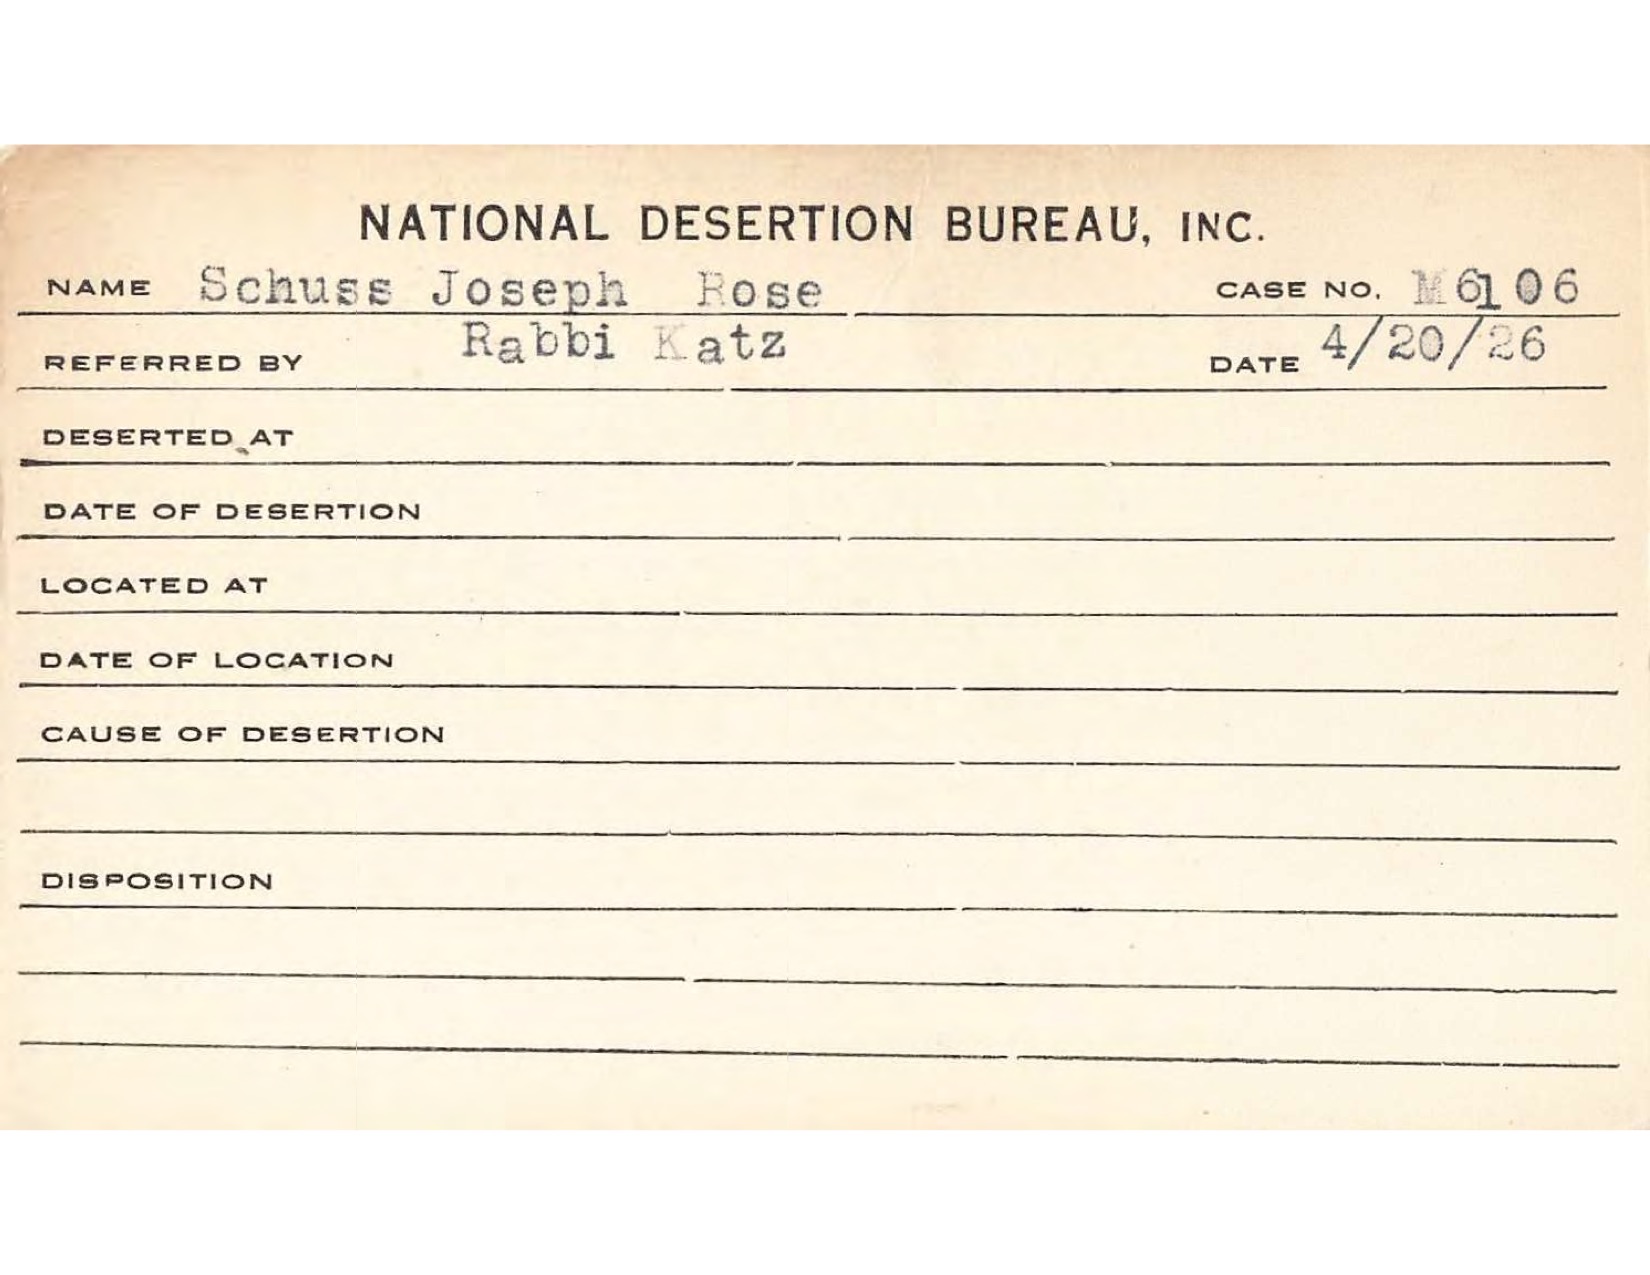 NATIONAL DESERTION BUREAU, INC.
NAME Schuss Joseph Rose CASE NO. M6106
REFERRED BY Rabbi Katz DATE 4/20/26
DESERTED AT
DATE OF DESERTION
LOCATED AT
DATE OF LOCATION
CAUSE OF DESERTION
DISPOSITION